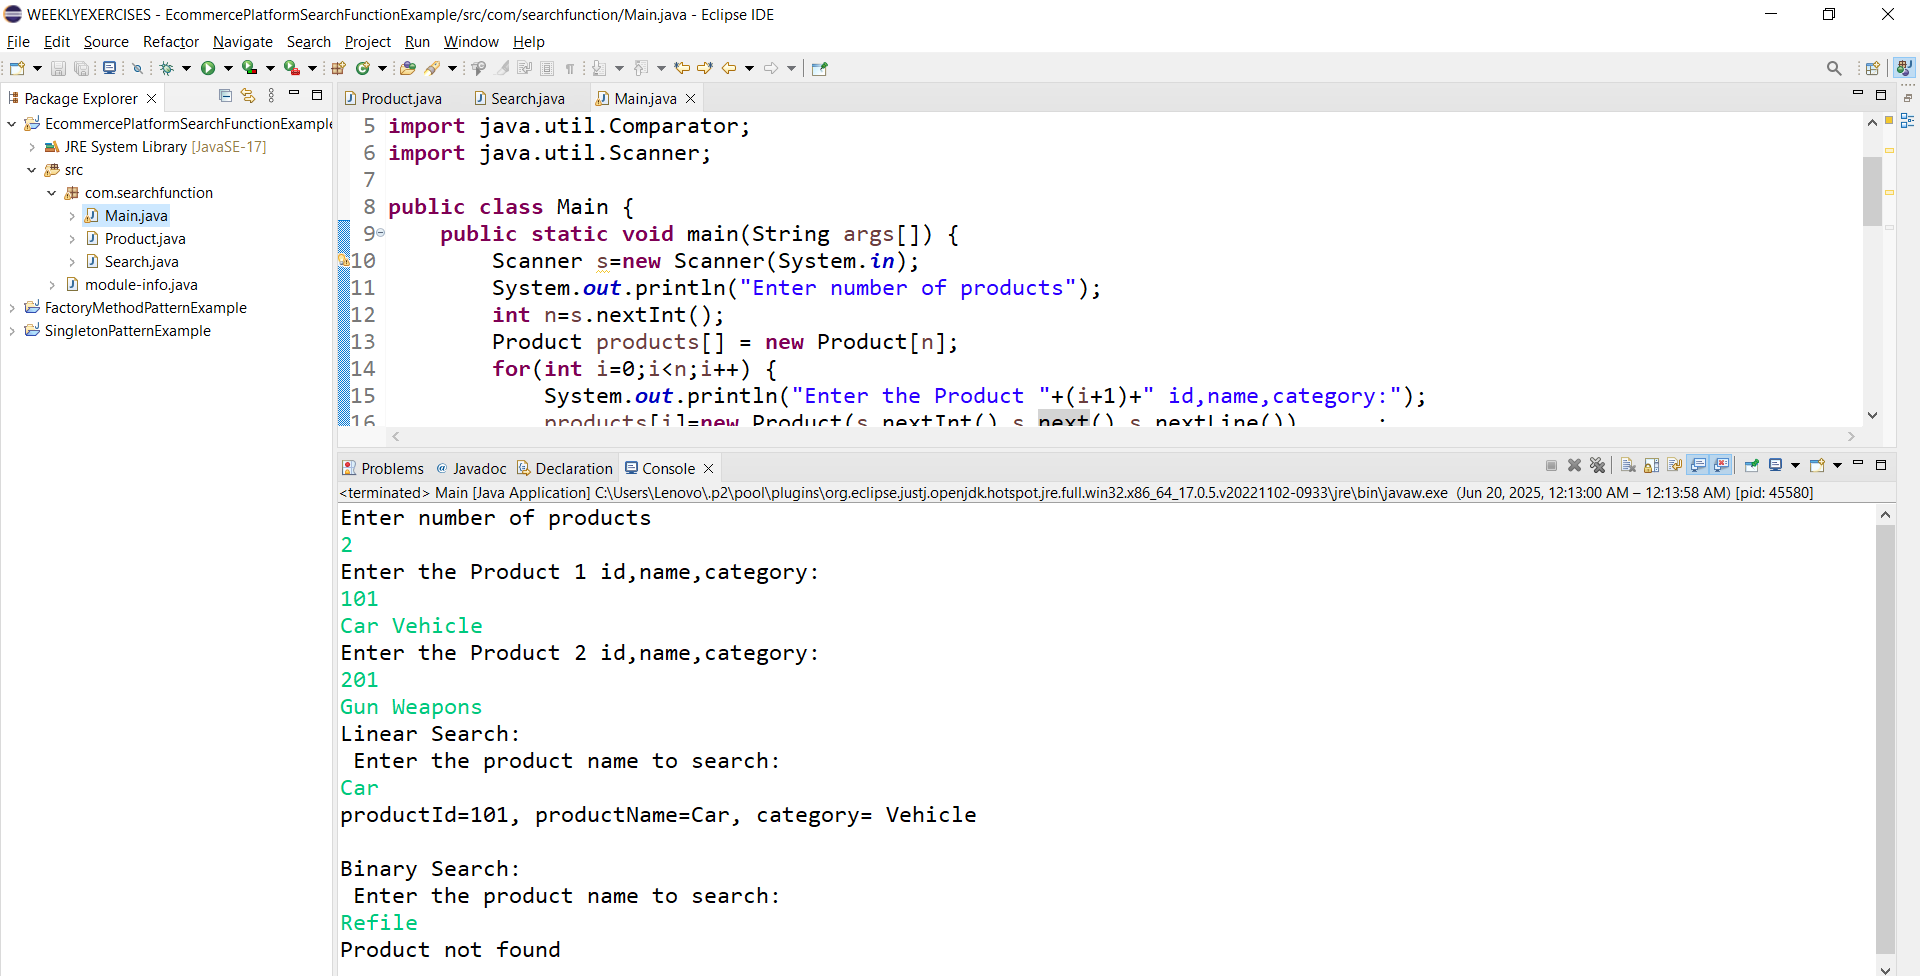 WEEKLYEXERCISES - EcommercePlatformSearchFunctionExample/src/com/searchfunction/Main.java - Eclipse IDE
File Edit Source Refactor Navigate Search Project Run Window Help
Package Explorer
EcommercePlatformSearchFunctionExample
JRE System Library [JavaSE-17]
src
com.searchfunction
Main.java
Product.java
Search.java
module-info.java
FactoryMethodPatternExample
SingletonPatternExample
Product.java Search.java Main.java
5 import java.util.Comparator;
6 import java.util.Scanner;
7
8 public class Main {
9 public static void main(String args[]) {
10 Scanner s=new Scanner(System.in);
11 System.out.println("Enter number of products");
12 int n=s.nextInt();
13 Product products[] = new Product[n];
14 for(int i=0;i<n;i++) {
15 System.out.println("Enter the Product "+(i+1)+" id,name,category:");
16 products[i]=new Product(s.nextInt(),s.next(),s.nextLine()) ;
Problems Javadoc Declaration Console
<terminated> Main [Java Application] C:\Users\Lenovo\.p2\pool\plugins\org.eclipse.justj.openjdk.hotspot.jre.full.win32.x86_64_17.0.5.v20221102-0933\jre\bin\javaw.exe (Jun 20, 2025, 12:13:00 AM – 12:13:58 AM) [pid: 45580]
Enter number of products
2
Enter the Product 1 id,name,category:
101
Car Vehicle
Enter the Product 2 id,name,category:
201
Gun Weapons
Linear Search:
Enter the product name to search:
Car
productId=101, productName=Car, category= Vehicle
Binary Search:
Enter the product name to search:
Refile
Product not found